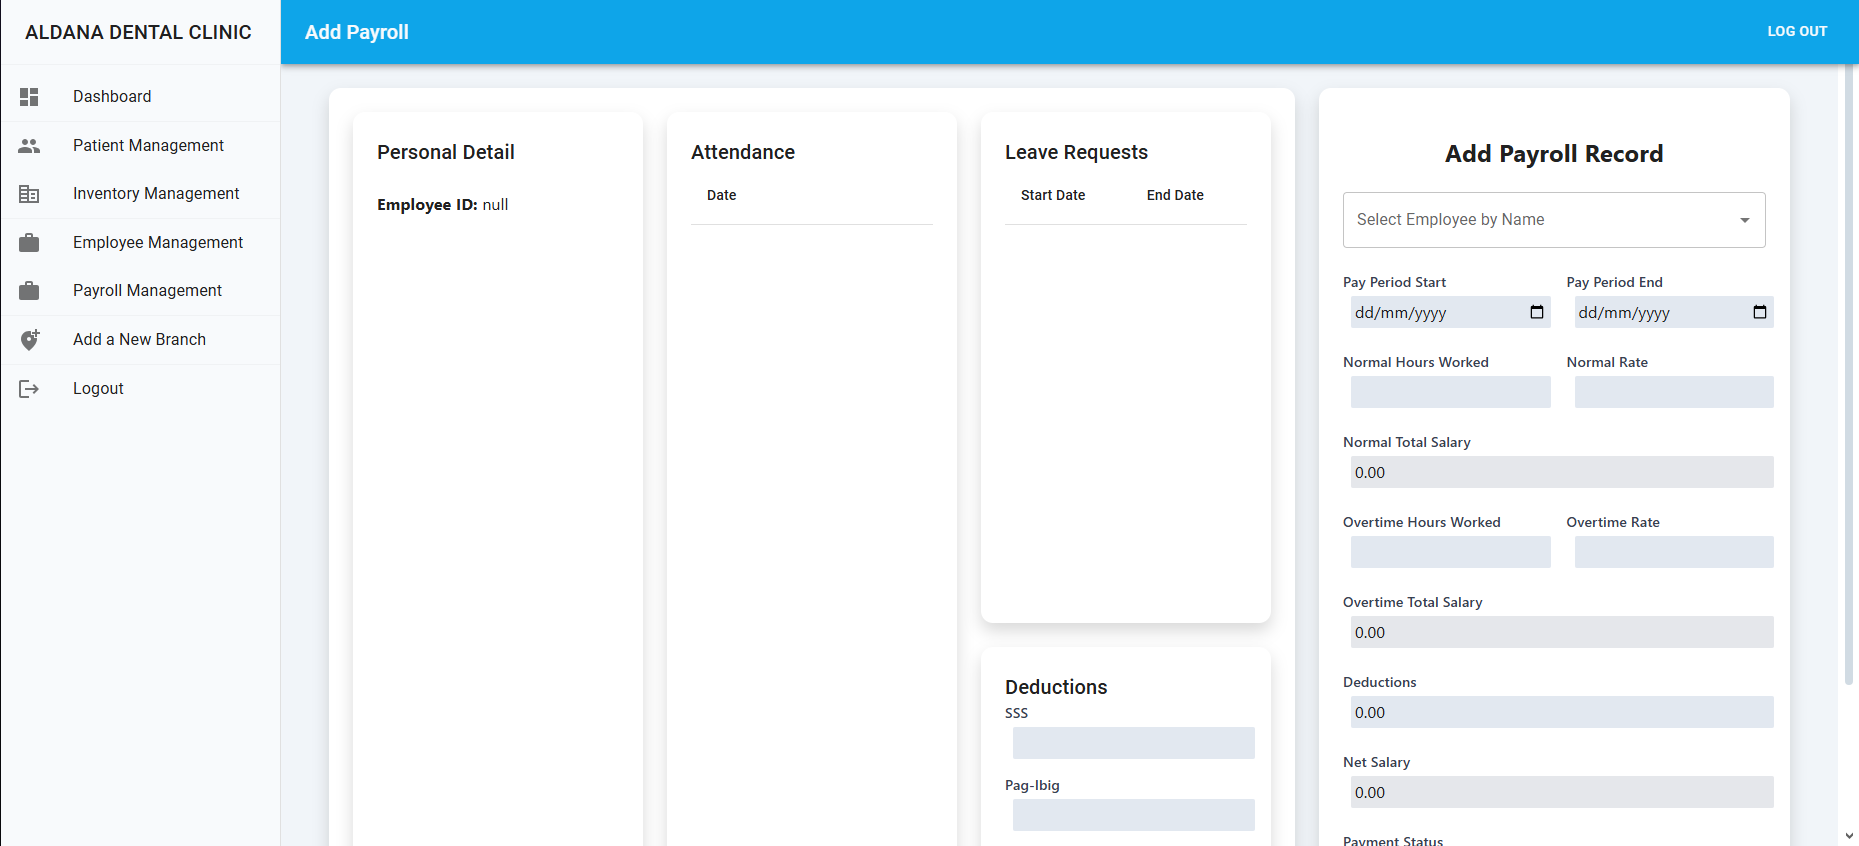 ALDANA DENTAL CLINIC
Add Payroll
LOG OUT
Dashboard
Patient Management
Inventory Management
Employee Management
Payroll Management
Add a New Branch
Logout
Personal Detail
Employee ID: null
Attendance
Date
Leave Requests
Start Date End Date
Deductions
SSS
Pag-Ibig
Add Payroll Record
Select Employee by Name
Pay Period Start Pay Period End
dd/mm/yyyy dd/mm/yyyy
Normal Hours Worked Normal Rate
Normal Total Salary
0.00
Overtime Hours Worked Overtime Rate
Overtime Total Salary
0.00
Deductions
0.00
Net Salary
0.00
Payment Status